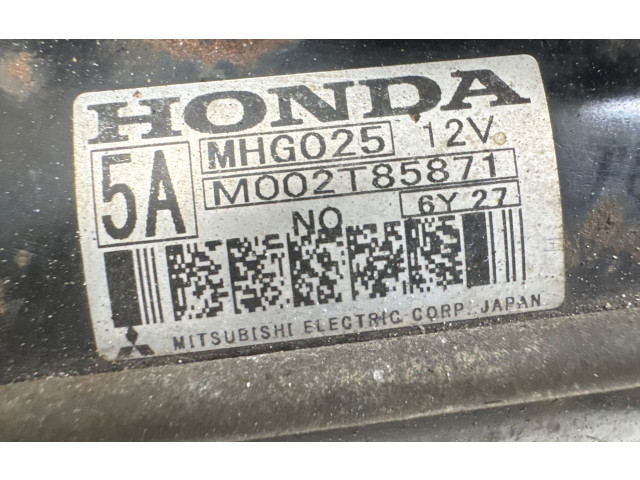 HONDA
5A
MHG025 12V
M002T85871
NO 6Y 27
MITSUBISHI ELECTRIC CORP. JAPAN